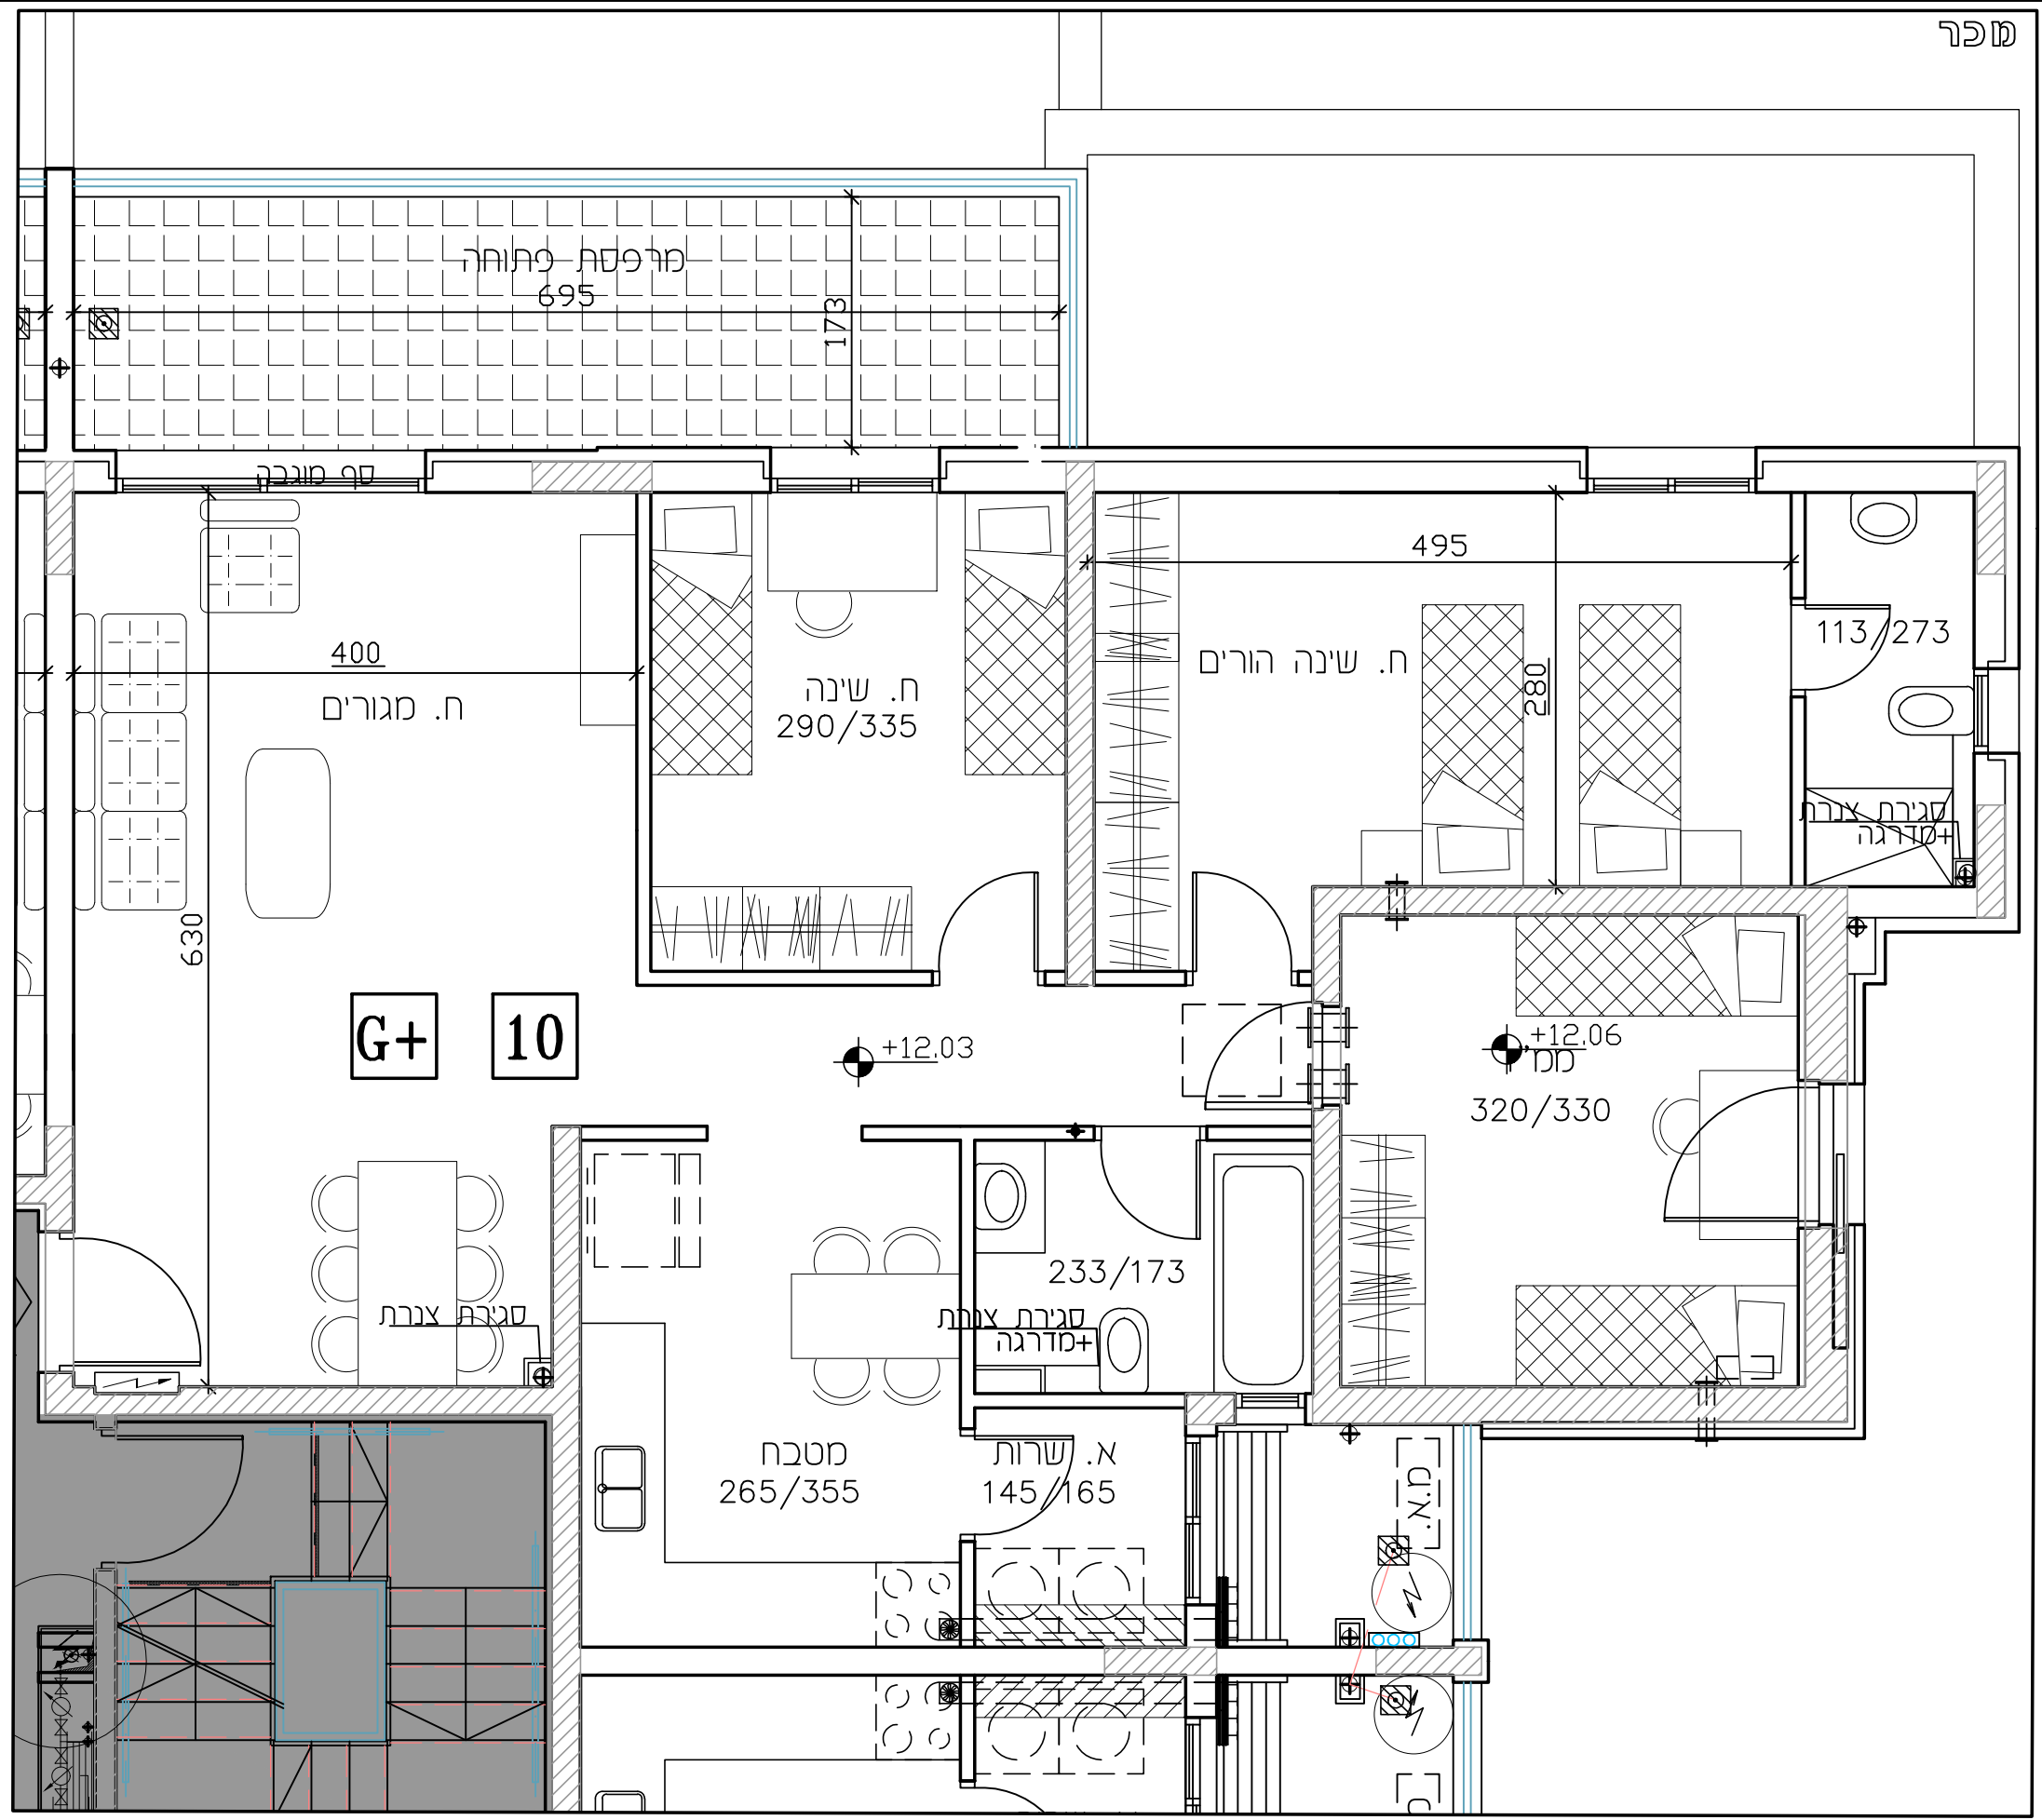 מכר
מרפסת פתוחה
695
173
סף מוגבה
495
400
ח. מגורים
ח. שינה
290/335
ח. שינה הורים
280
113/273
סגירת צנרת
+מדרגה
630
G+
10
+12.03
+12.06
ממ"ד
320/330
233/173
סגירת צנרת
סגירת צנרת
+מדרגה
מטבח
265/355
א. שרות
145/165
מ.א.